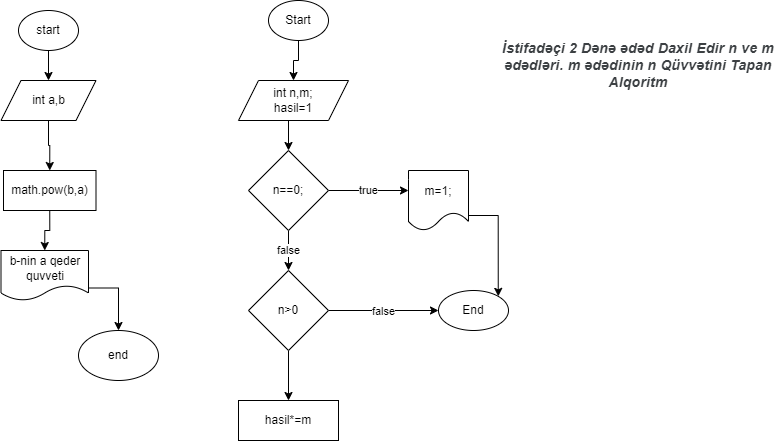 start
int a,b
math.pow(b,a)
b-nin a qeder
quvveti
end
Start
int n,m;
hasil=1
n==0;
true
m=1;
false
n>0
false
End
hasil*=m
İstifadəçi 2 Dənə ədəd Daxil Edir n ve m
ədədləri. m ədədinin n Qüvvətini Tapan
Alqoritm